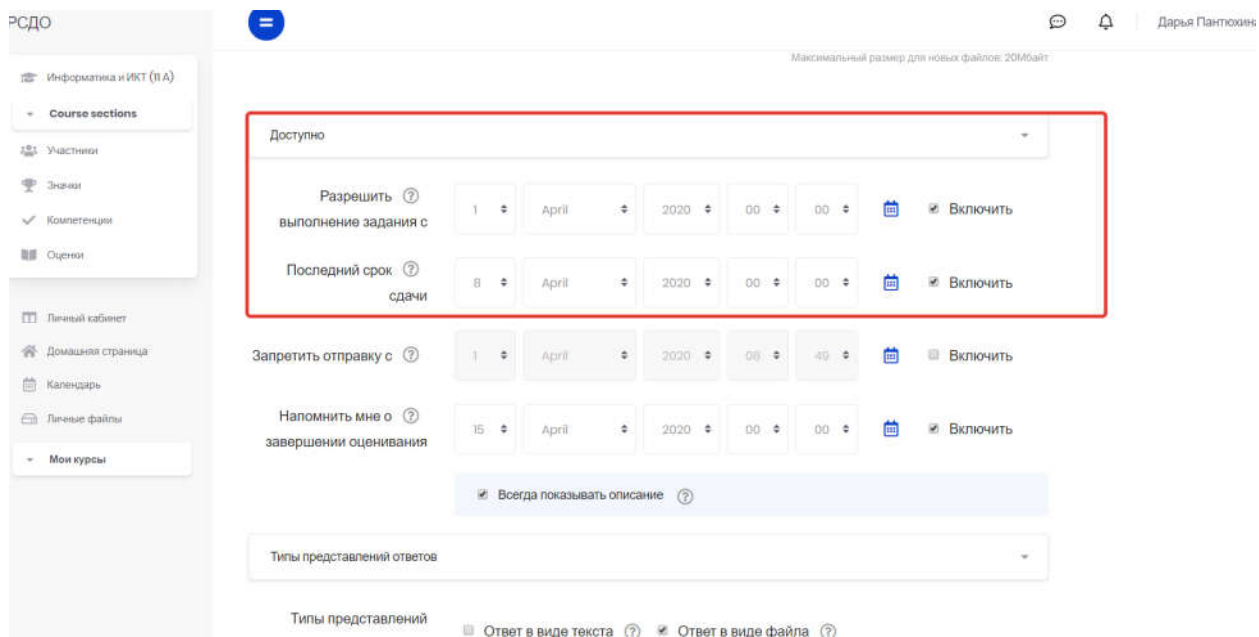 РСДО
Дарья Пантюхина
Максимальный размер для новых файлов: 20Мбайт
Информатика и ИКТ (11 А)
Course sections
Участники
Значки
Компетенции
Оценки
Личный кабинет
Домашняя страница
Календарь
Личные файлы
Мои курсы
Доступно
Разрешить
выполнение задания с
1 April 2020 00 00 Включить
Последний срок
сдачи
8 April 2020 00 00 Включить
Запретить отправку с
1 April 2020 08 49 Включить
Напомнить мне о
завершении оценивания
15 April 2020 00 00 Включить
Всегда показывать описание
Типы представлений ответов
Типы представлений
Ответ в виде текста Ответ в виде файла